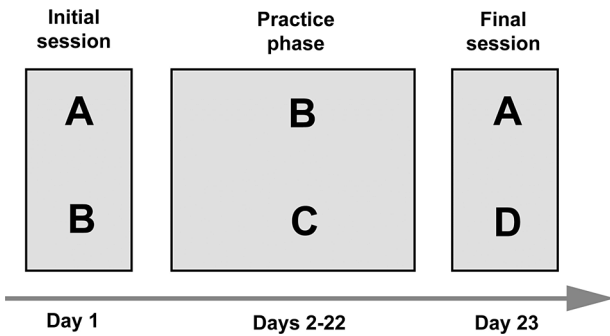 Initial
session
Practice
phase
Final
session
A
B
A
B
C
D
Day 1
Days 2-22
Day 23